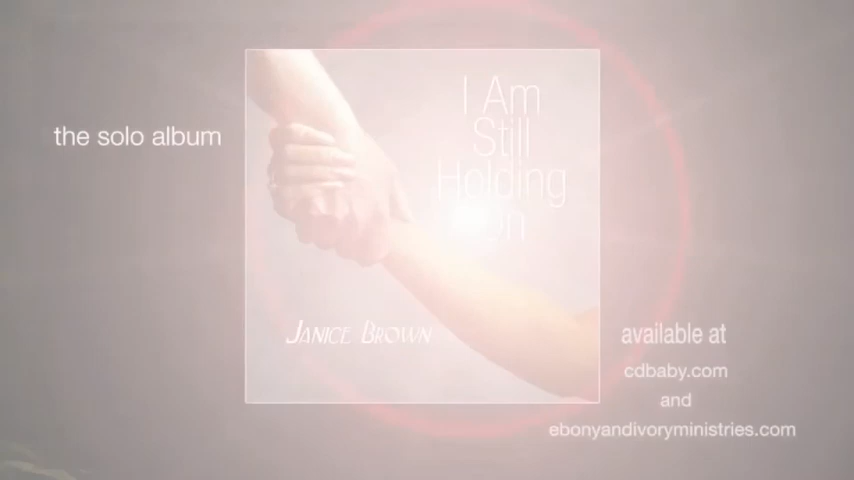 the solo album
I Am
Still
Holding
on
JANICE BROWN
available at
cdbaby.com
and
ebonyandivoryministries.com